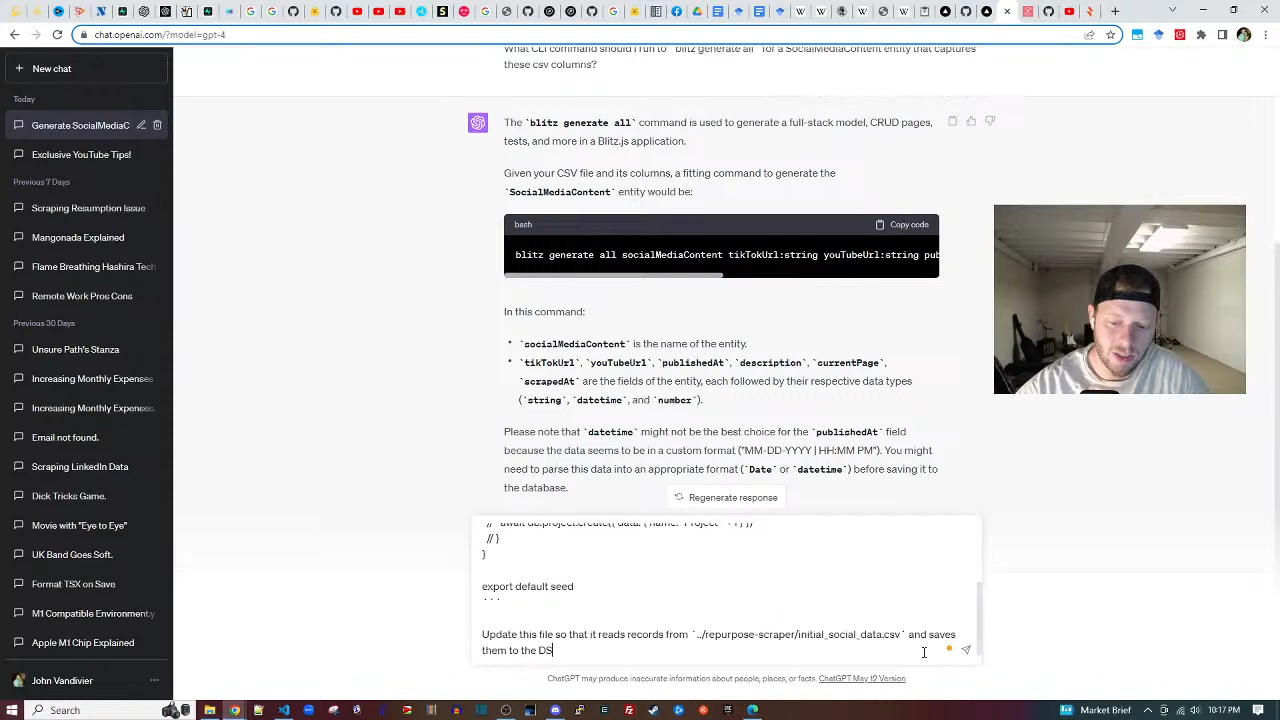 chat.openai.com/?model=gpt-4
New chat
Today
Generate SocialMediaC
Exclusive YouTube Tips!
Previous 7 Days
Scraping Resumption Issue
Mangonada Explained
Flame Breathing Hashira Tech
Remote Work Pros Cons
Previous 30 Days
Unsure Path's Stanza
Increasing Monthly Expenses,
Increasing Monthly Expenses.
Email not found.
Scraping LinkedIn Data
Dick Tricks Game.
Movie with "Eye to Eye"
UK Band Goes Soft.
Format TSX on Save
M1 Compatible Environment.y
Apple M1 Chip Explained
John Vandivier
What CLI command should I run to `blitz generate all` for a SocialMediaContent entity that captures
these csv columns?
The `blitz generate all` command is used to generate a full-stack model, CRUD pages,
tests, and more in a Blitz.js application.
Given your CSV file and its columns, a fitting command to generate the
`SocialMediaContent` entity would be:
bash
Copy code
blitz generate all socialMediaContent tikTokUrl:string youTubeUrl:string pub
In this command:
• `socialMediaContent` is the name of the entity.
• `tikTokUrl`, `youTubeUrl`, `publishedAt`, `description`, `currentPage`,
`scrapedAt` are the fields of the entity, each followed by their respective data types
(`string`, `datetime`, and `number`).
Please note that `datetime` might not be the best choice for the `publishedAt` field
because the data seems to be in a custom format ("MM-DD-YYYY | HH:MM PM"). You might
need to parse this data into an appropriate format (`Date` or `datetime`) before saving it to
the database.
Regenerate response
// }
}
export default seed
```
Update this file so that it reads records from `../repurpose-scraper/initial_social_data.csv` and saves
them to the DS
ChatGPT may produce inaccurate information about people, places, or facts. ChatGPT May 12 Version
Search
Market Brief
10:17 PM